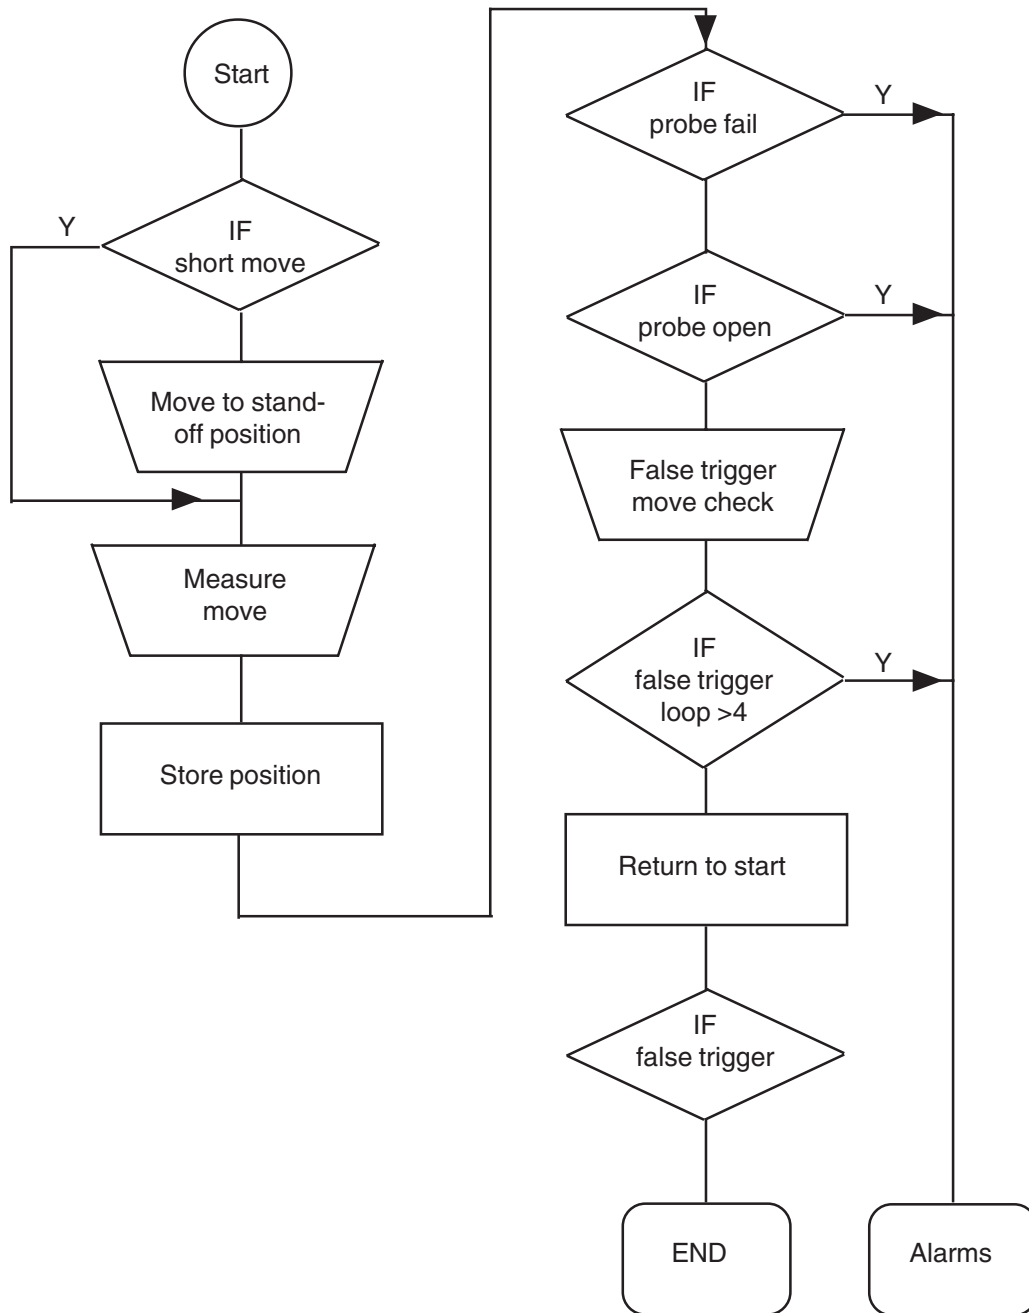 Start
Y
IF
short move
Move to stand-
off position
Measure
move
Store position
IF
probe fail
Y
IF
probe open
Y
False trigger
move check
IF
false trigger
loop >4
Y
Return to start
IF
false trigger
END
Alarms